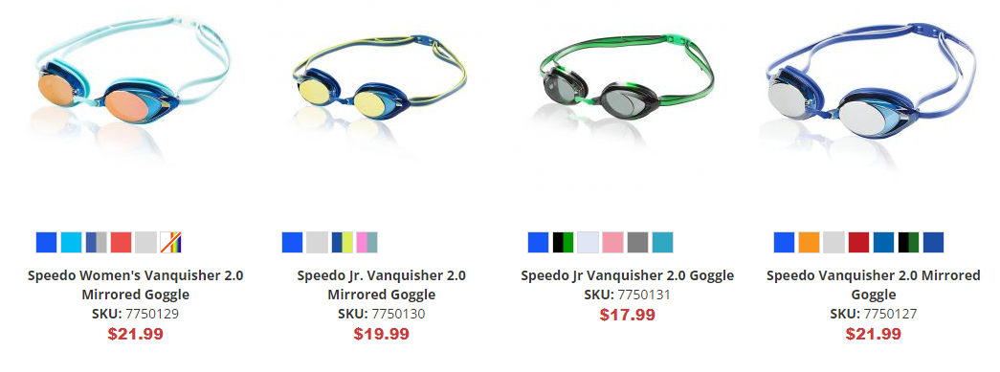 Speedo Women's Vanquisher 2.0
Mirrored Goggle
SKU: 7750129
$21.99
Speedo Jr. Vanquisher 2.0
Mirrored Goggle
SKU: 7750130
$19.99
Speedo Jr Vanquisher 2.0 Goggle
SKU: 7750131
$17.99
Speedo Vanquisher 2.0 Mirrored
Goggle
SKU: 7750127
$21.99